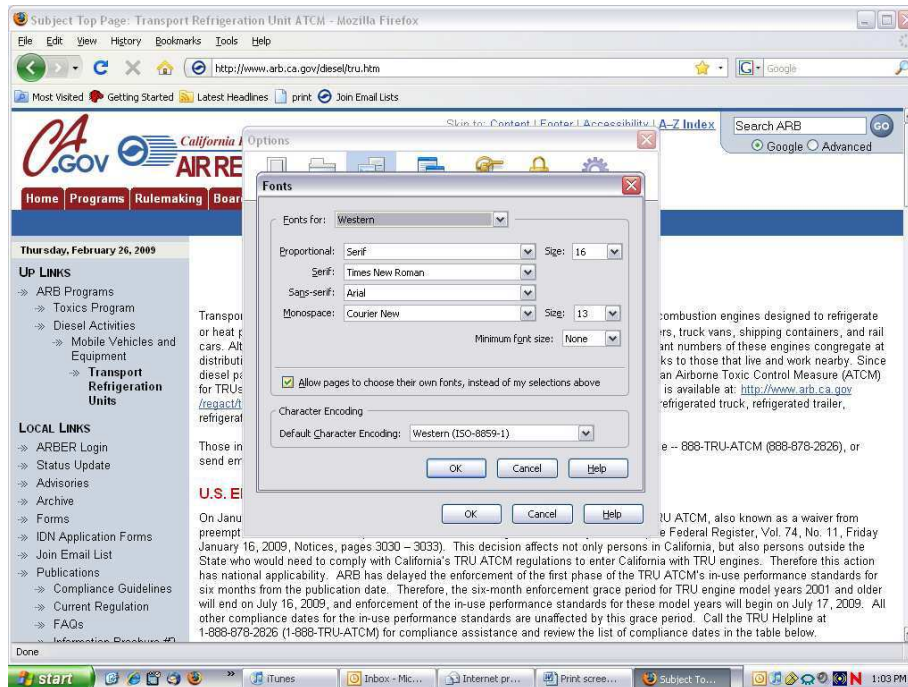 Subject Top Page: Transport Refrigeration Unit ATCM - Mozilla Firefox
File Edit View History Bookmarks Tools Help
http://www.arb.ca.gov/diesel/tru.htm
G Google
Most Visited Getting Started Latest Headlines print Join Email Lists
Skip to: Content | Footer | Accessibility | A-Z Index
Search ARB
GO
Google Advanced
CA
.GOV
California
AIR RE
Home Programs Rulemaking Boar
Options
Fonts
Fonts for: Western
Proportional: Serif Size: 16
Serif: Times New Roman
Sans-serif: Arial
Monospace: Courier New Size: 13
Minimum font size: None
Allow pages to choose their own fonts, instead of my selections above
Character Encoding
Default Character Encoding: Western (ISO-8859-1)
OK Cancel Help
OK Cancel Help
Thursday, February 26, 2009
UP LINKS
ARB Programs
Toxics Program
Diesel Activities
Mobile Vehicles and
Equipment
Transport
Refrigeration
Units
LOCAL LINKS
ARBER Login
Status Update
Advisories
Archive
Forms
IDN Application Forms
Join Email List
Publications
Compliance Guidelines
Current Regulation
FAQs
Information Brochure #2
Transpor combustion engines designed to refrigerate
or heat p ers, truck vans, shipping containers, and rail
cars. Alt ant numbers of these engines congregate at
distributi ks to those that live and work nearby. Since
diesel pa an Airborne Toxic Control Measure (ATCM)
for TRUs is available at: http://www.arb.ca.gov
/regact/t refrigerated truck, refrigerated trailer,
refrigerat
Those in e -- 888-TRU-ATCM (888-878-2826), or
send em
U.S. E
On Janu RU ATCM, also known as a waiver from
preempt e Federal Register, Vol. 74, No. 11, Friday
January 16, 2009, Notices, pages 3030 – 3033). This decision affects not only persons in California, but also persons outside the
State who would need to comply with California's TRU ATCM regulations to enter California with TRU engines. Therefore this action
has national applicability. ARB has delayed the enforcement of the first phase of the TRU ATCM's in-use performance standards for
six months from the publication date. Therefore, the six-month enforcement grace period for TRU engine model years 2001 and older
will end on July 16, 2009, and enforcement of the in-use performance standards for these model years will begin on July 17, 2009. All
other compliance dates for the in-use performance standards are unaffected by this grace period. Call the TRU Helpline at
1-888-878-2826 (1-888-TRU-ATCM) for compliance assistance and review the list of compliance dates in the table below.
Done
start iTunes Inbox - Mic... Internet pr... Print scree... Subject To... 1:03 PM